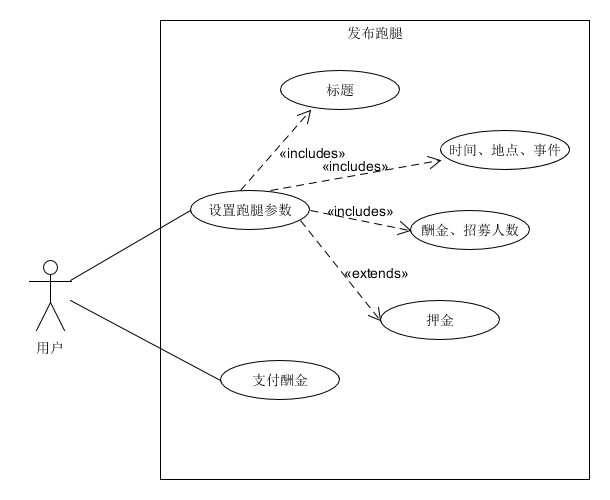 发布跑腿
标题
«includes»
时间、地点、事件
«includes»
设置跑腿参数
«includes»
酬金、招募人数
«extends»
押金
用户
支付酬金